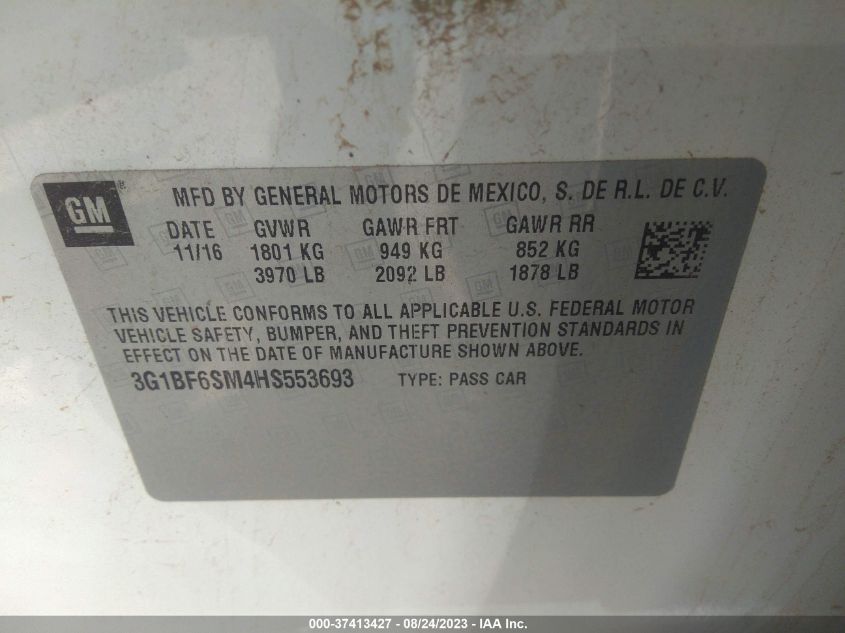 GM ®
MFD BY GENERAL MOTORS DE MEXICO, S. DE R.L. DE C.V.
DATE GVWR GAWR FRT GAWR RR
11/16 1801 KG 949 KG 852 KG
3970 LB 2092 LB 1878 LB
THIS VEHICLE CONFORMS TO ALL APPLICABLE U.S. FEDERAL MOTOR
VEHICLE SAFETY, BUMPER, AND THEFT PREVENTION STANDARDS IN
EFFECT ON THE DATE OF MANUFACTURE SHOWN ABOVE.
3G1BF6SM4HS553693 TYPE: PASS CAR
000-37413427 - 08/24/2023 - IAA Inc.